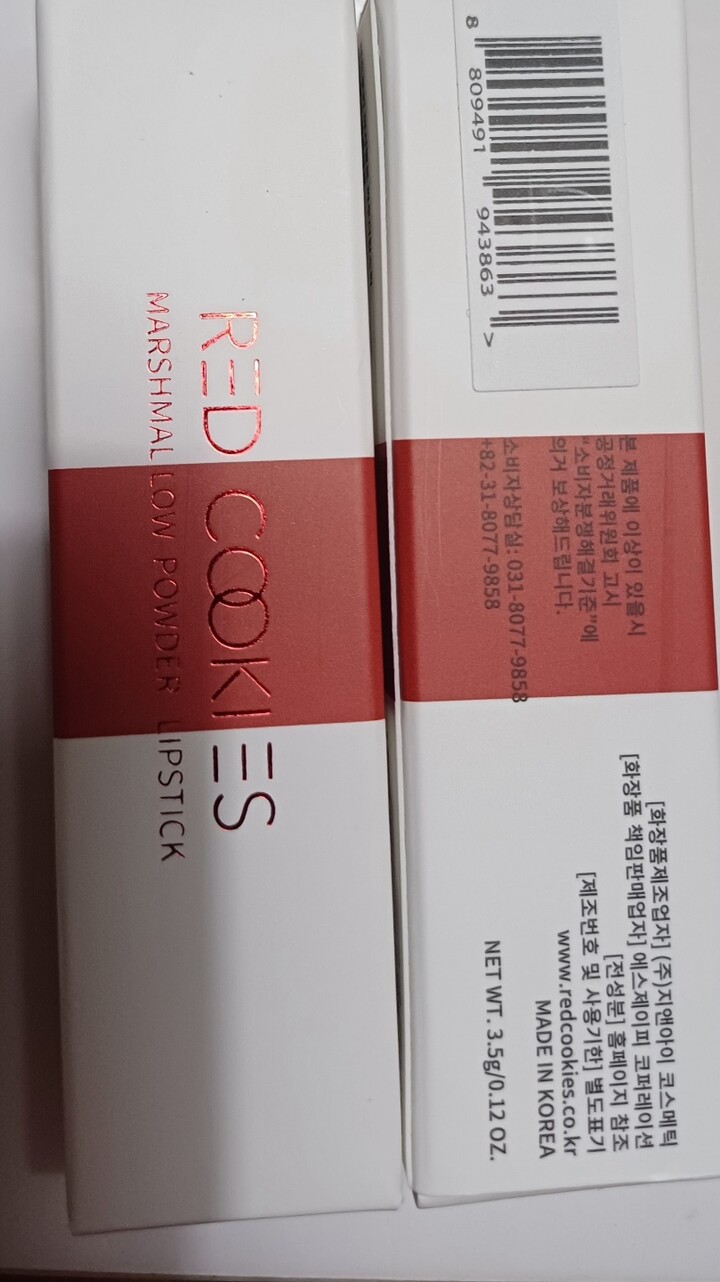 RED COOKIES
MARSHMALLOW POWDER LIPSTICK
8 809491 943863 >
본 제품에 이상이 있을시
공정거래위원회 고시
"소비자분쟁해결기준"에
의거 보상해드립니다.
소비자상담실: 031-8077-9858
+82-31-8077-9858
[화장품제조업자] (주)지앤아이 코스메틱
[화장품 책임판매업자] 에스제이피 코퍼레이션
[전성분] 홈페이지 참조
[제조번호 및 사용기한] 별도표기
www.redcookies.co.kr
MADE IN KOREA
NET WT. 3.5g/0.12 OZ.